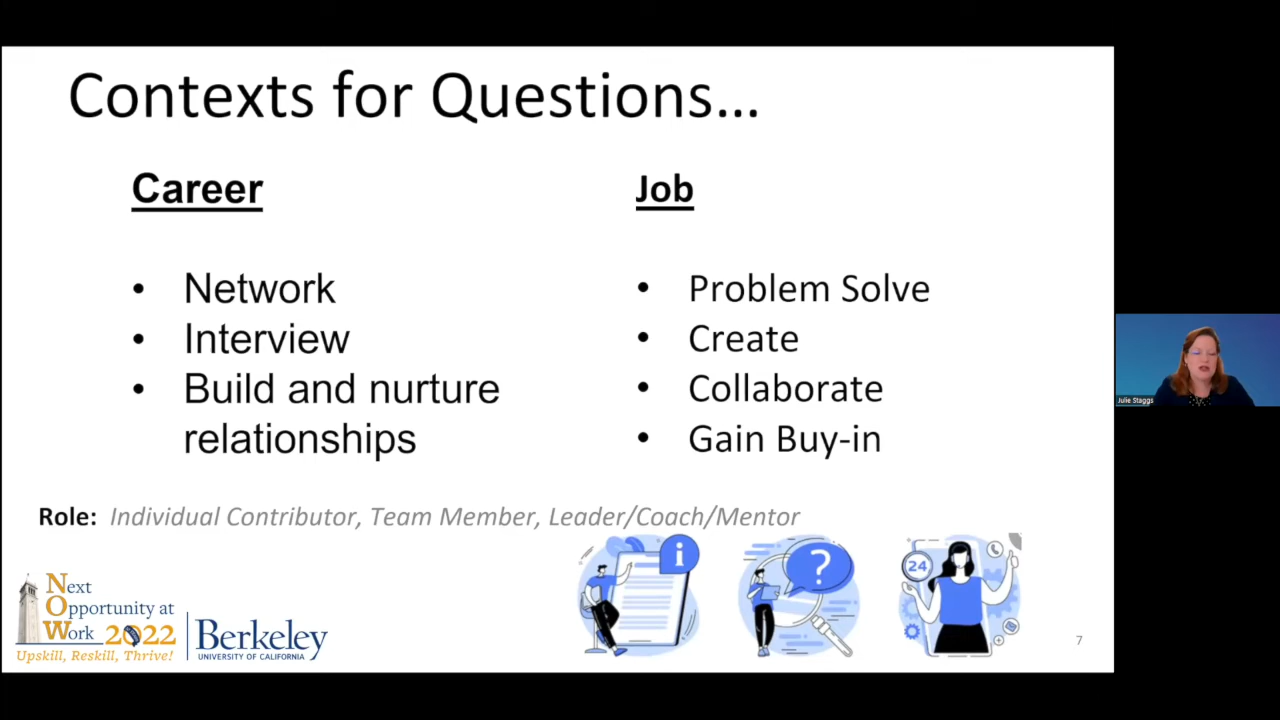 Contexts for Questions...
Career
• Network
• Interview
• Build and nurture
relationships
Job
• Problem Solve
• Create
• Collaborate
• Gain Buy-in
Role: Individual Contributor, Team Member, Leader/Coach/Mentor
i
?
24
Next
Opportunity at
Work 2022
Upskill, Reskill, Thrive!
Berkeley
UNIVERSITY OF CALIFORNIA
7
Julie Staggs